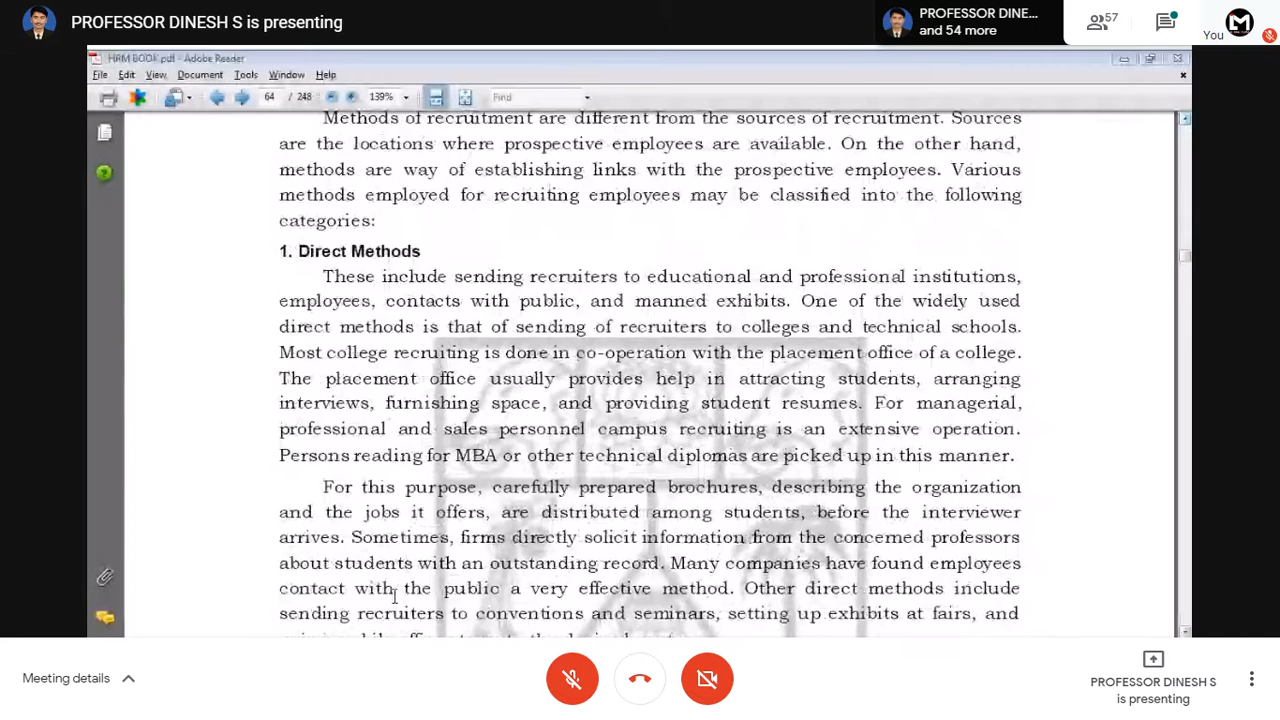 PROFESSOR DINESH S is presenting
PROFESSOR DINE...
and 54 more
57
You
HRM BOOK.pdf - Adobe Reader
File Edit View Document Tools Window Help
64 / 248 139% Find
Methods of recruitment are different from the sources of recruitment. Sources
are the locations where prospective employees are available. On the other hand,
methods are way of establishing links with the prospective employees. Various
methods employed for recruiting employees may be classified into the following
categories:
1. Direct Methods
These include sending recruiters to educational and professional institutions,
employees, contacts with public, and manned exhibits. One of the widely used
direct methods is that of sending of recruiters to colleges and technical schools.
Most college recruiting is done in co-operation with the placement office of a college.
The placement office usually provides help in attracting students, arranging
interviews, furnishing space, and providing student resumes. For managerial,
professional and sales personnel campus recruiting is an extensive operation.
Persons reading for MBA or other technical diplomas are picked up in this manner.
For this purpose, carefully prepared brochures, describing the organization
and the jobs it offers, are distributed among students, before the interviewer
arrives. Sometimes, firms directly solicit information from the concerned professors
about students with an outstanding record. Many companies have found employees
contact with the public a very effective method. Other direct methods include
sending recruiters to conventions and seminars, setting up exhibits at fairs, and
Meeting details
PROFESSOR DINESH S
is presenting